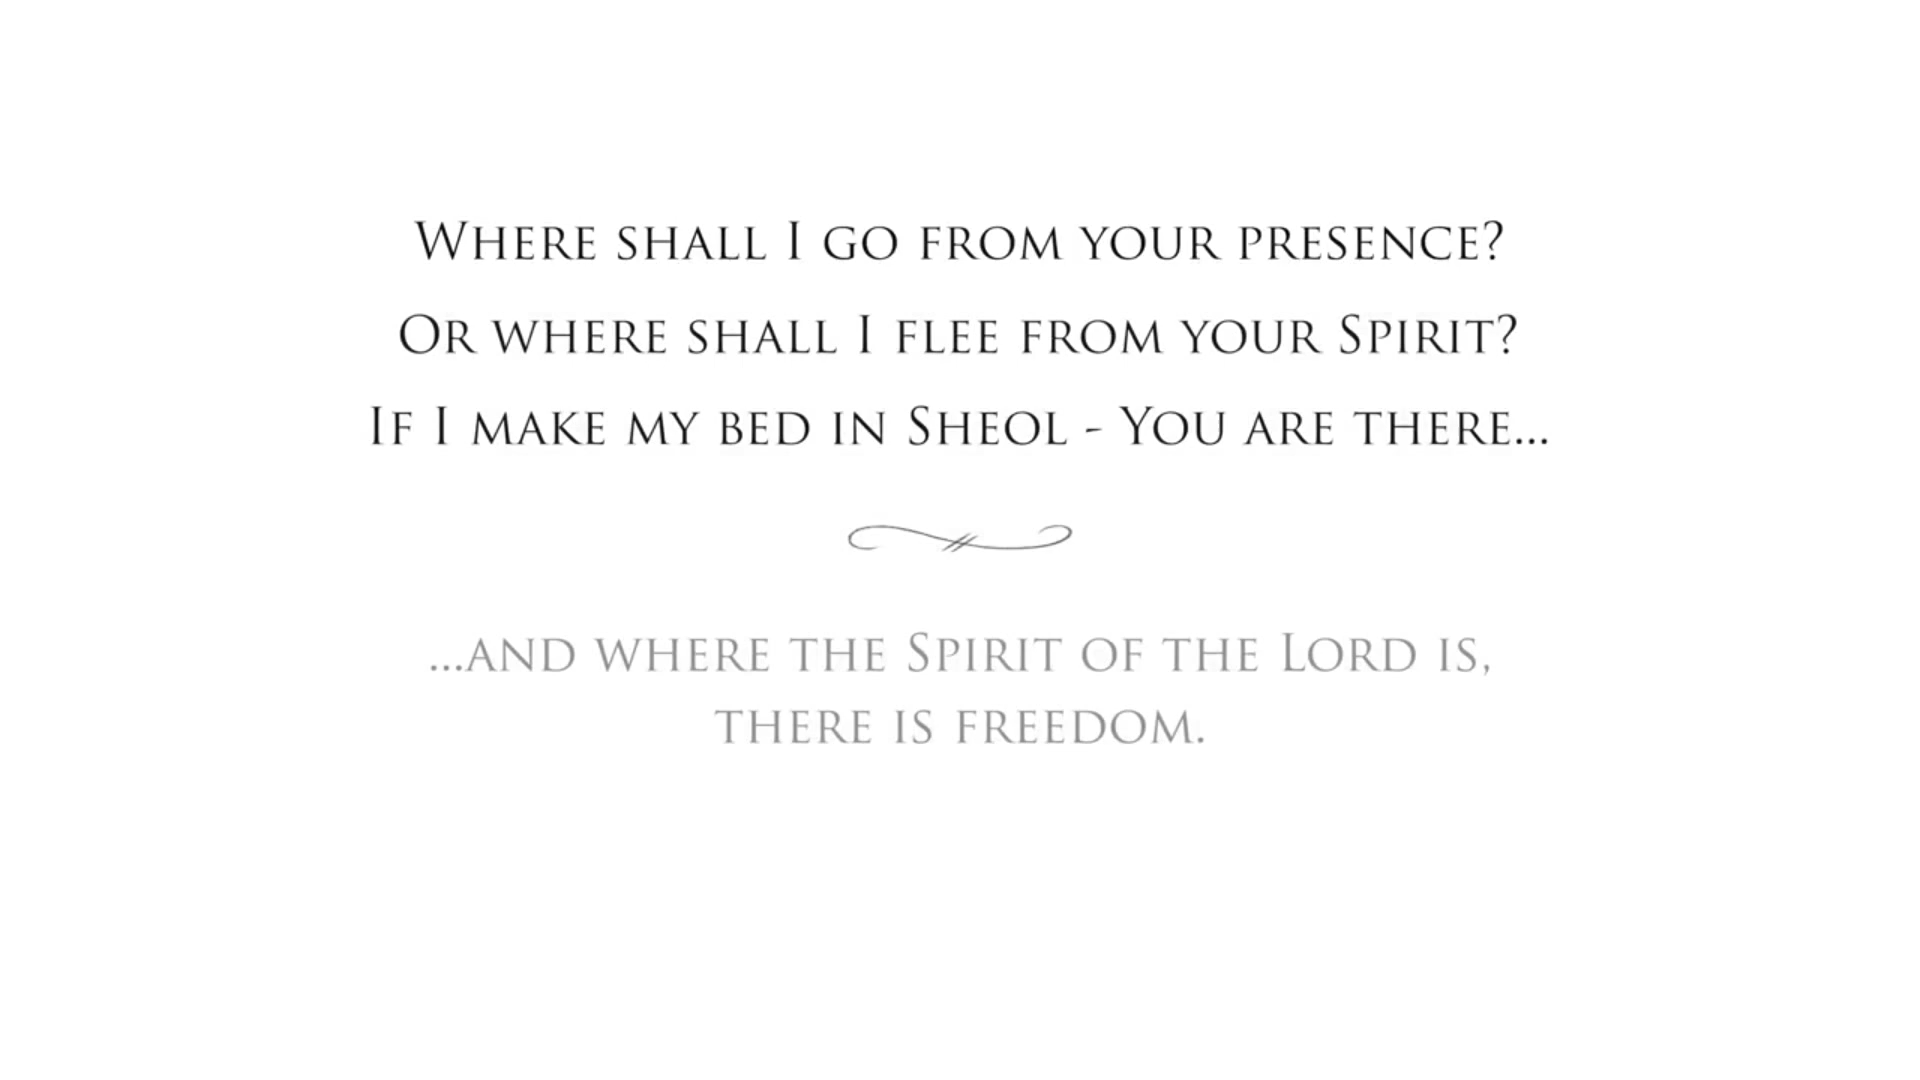 Where shall I go from your presence?
Or where shall I flee from your Spirit?
If I make my bed in Sheol - You are there...
...and where the Spirit of the Lord is,
there is freedom.